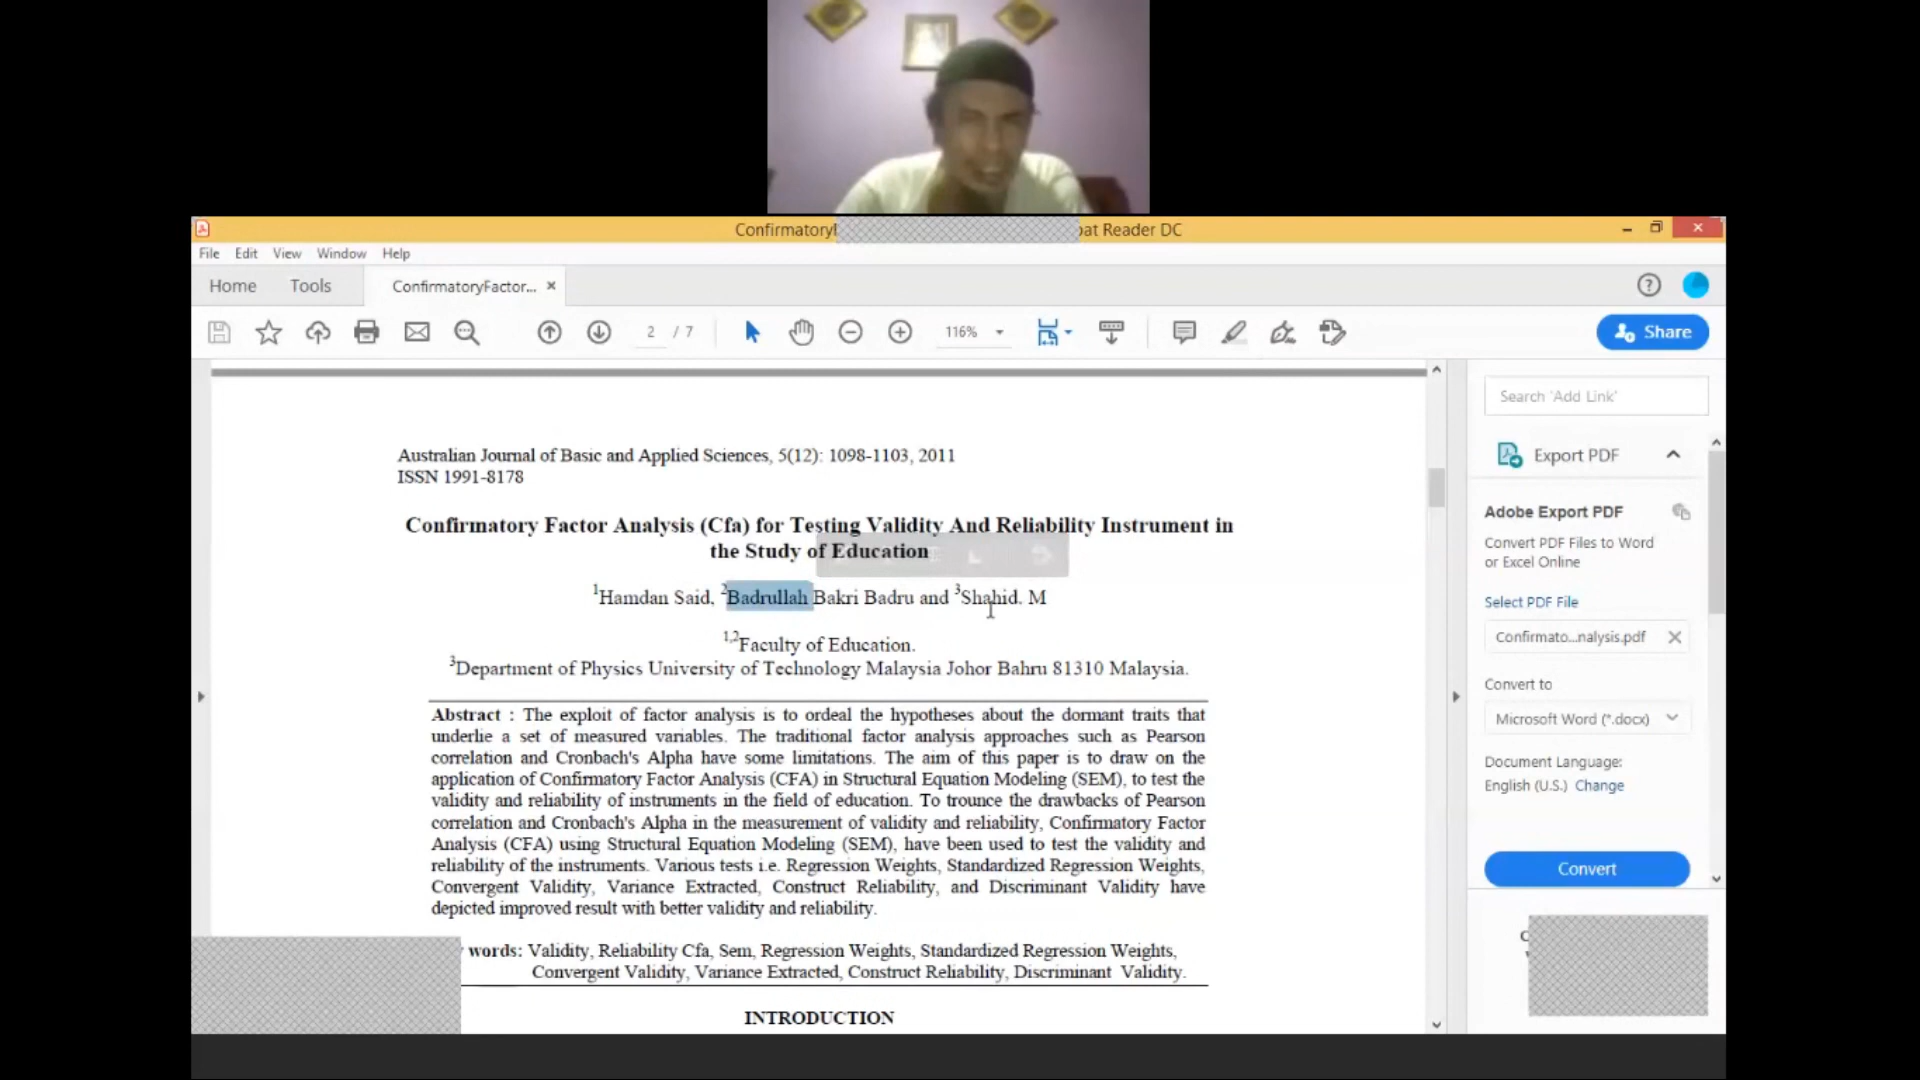 Confirmatory
bat Reader DC
File Edit View Window Help
Home Tools ConfirmatoryFactor...
2 / 7 116% Share
Search 'Add Link'
Export PDF
Adobe Export PDF
Convert PDF Files to Word
or Excel Online
Select PDF File
Confirmato...nalysis.pdf
Convert to
Microsoft Word (*.docx)
Document Language:
English (U.S.) Change
Convert
Australian Journal of Basic and Applied Sciences, 5(12): 1098-1103, 2011
ISSN 1991-8178
Confirmatory Factor Analysis (Cfa) for Testing Validity And Reliability Instrument in
the Study of Education
1Hamdan Said, 2Badrullah Bakri Badru and 3Shahid. M
1,2Faculty of Education.
3Department of Physics University of Technology Malaysia Johor Bahru 81310 Malaysia.
Abstract : The exploit of factor analysis is to ordeal the hypotheses about the dormant traits that
underlie a set of measured variables. The traditional factor analysis approaches such as Pearson
correlation and Cronbach's Alpha have some limitations. The aim of this paper is to draw on the
application of Confirmatory Factor Analysis (CFA) in Structural Equation Modeling (SEM), to test the
validity and reliability of instruments in the field of education. To trounce the drawbacks of Pearson
correlation and Cronbach's Alpha in the measurement of validity and reliability, Confirmatory Factor
Analysis (CFA) using Structural Equation Modeling (SEM), have been used to test the validity and
reliability of the instruments. Various tests i.e. Regression Weights, Standardized Regression Weights,
Convergent Validity, Variance Extracted, Construct Reliability, and Discriminant Validity have
depicted improved result with better validity and reliability.
words: Validity, Reliability Cfa, Sem, Regression Weights, Standardized Regression Weights,
Convergent Validity, Variance Extracted, Construct Reliability, Discriminant Validity.
INTRODUCTION